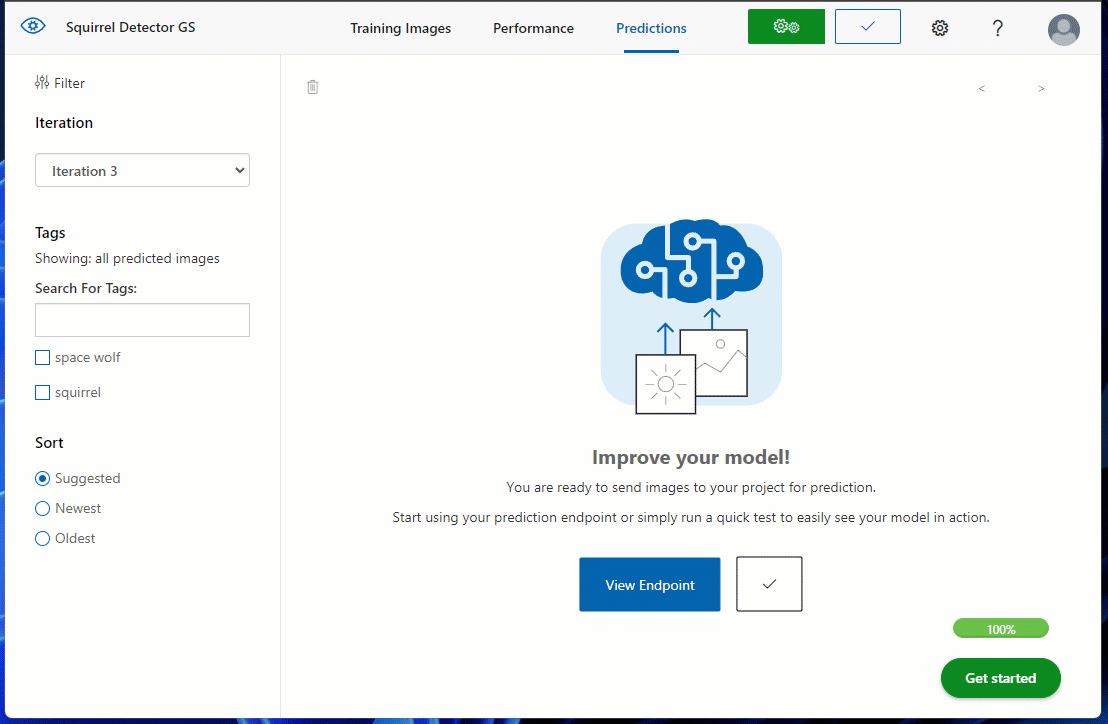 Squirrel Detector GS
Training Images
Performance
Predictions
?
Filter
<
>
Iteration
Iteration 3
Tags
Showing: all predicted images
Search For Tags:
space wolf
squirrel
Sort
Suggested
Newest
Oldest
Improve your model!
You are ready to send images to your project for prediction.
Start using your prediction endpoint or simply run a quick test to easily see your model in action.
View Endpoint
100%
Get started